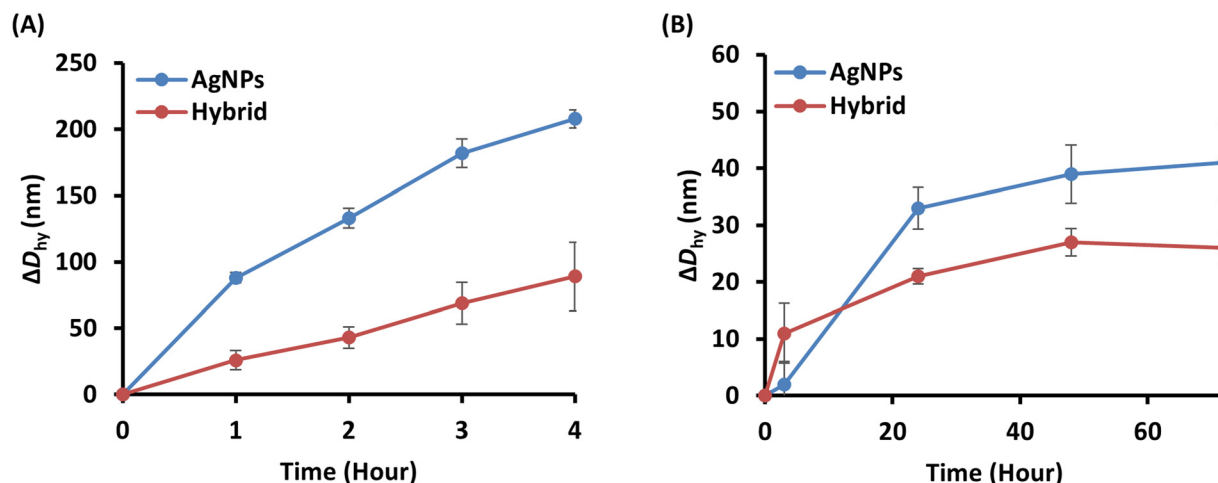 (A)
250
200
150
100
50
0
ΔDhy (nm)
AgNPs
Hybrid
0 1 2 3 4
Time (Hour)
(B)
60
50
40
30
20
10
0
ΔDhy (nm)
AgNPs
Hybrid
0 20 40 60
Time (Hour)